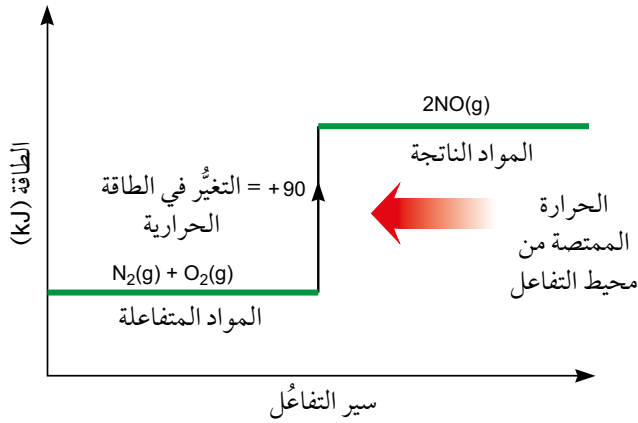 الطاقة (kJ)
2NO(g)
المواد الناتجة
التغيُّر في الطاقة = +90
الحرارية
الحرارة
الممتصة من
محيط التفاعل
N₂(g) + O₂(g)
المواد المتفاعلة
سير التفاعُل